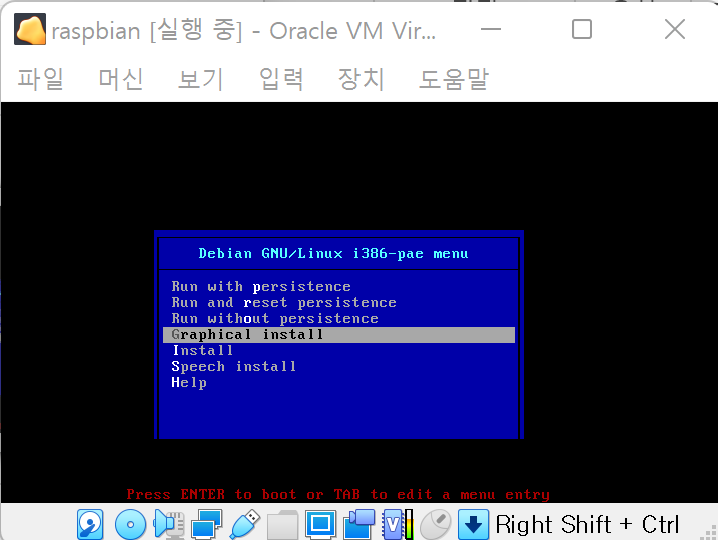 raspbian [실행 중] - Oracle VM Vir...
파일 머신 보기 입력 장치 도움말
Debian GNU/Linux i386-pae menu
Run with persistence
Run and reset persistence
Run without persistence
Graphical install
Install
Speech install
Help
Press ENTER to boot or TAB to edit a menu entry
Right Shift + Ctrl